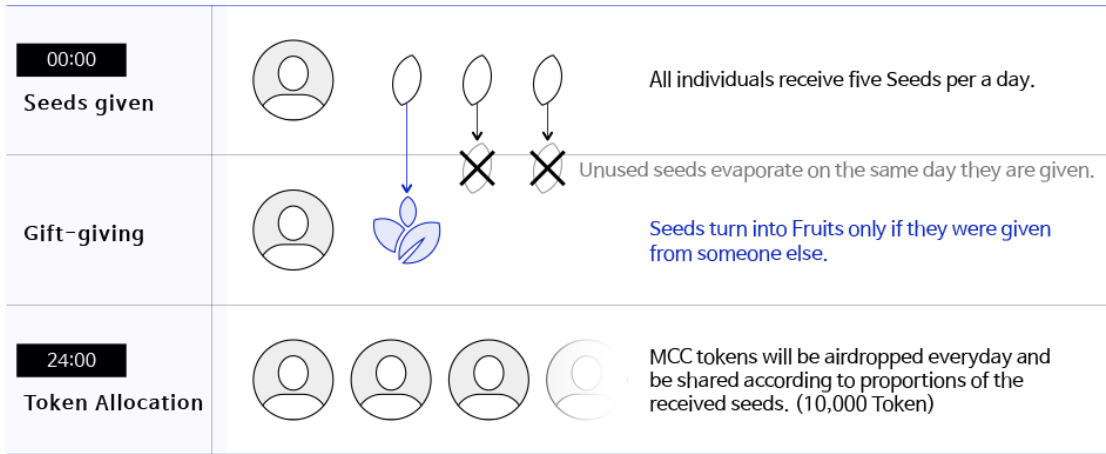 00:00
Seeds given
All individuals receive five Seeds per a day.
Unused seeds evaporate on the same day they are given.
Gift-giving
Seeds turn into Fruits only if they were given
from someone else.
24:00
Token Allocation
MCC tokens will be airdropped everyday and
be shared according to proportions of the
received seeds. (10,000 Token)